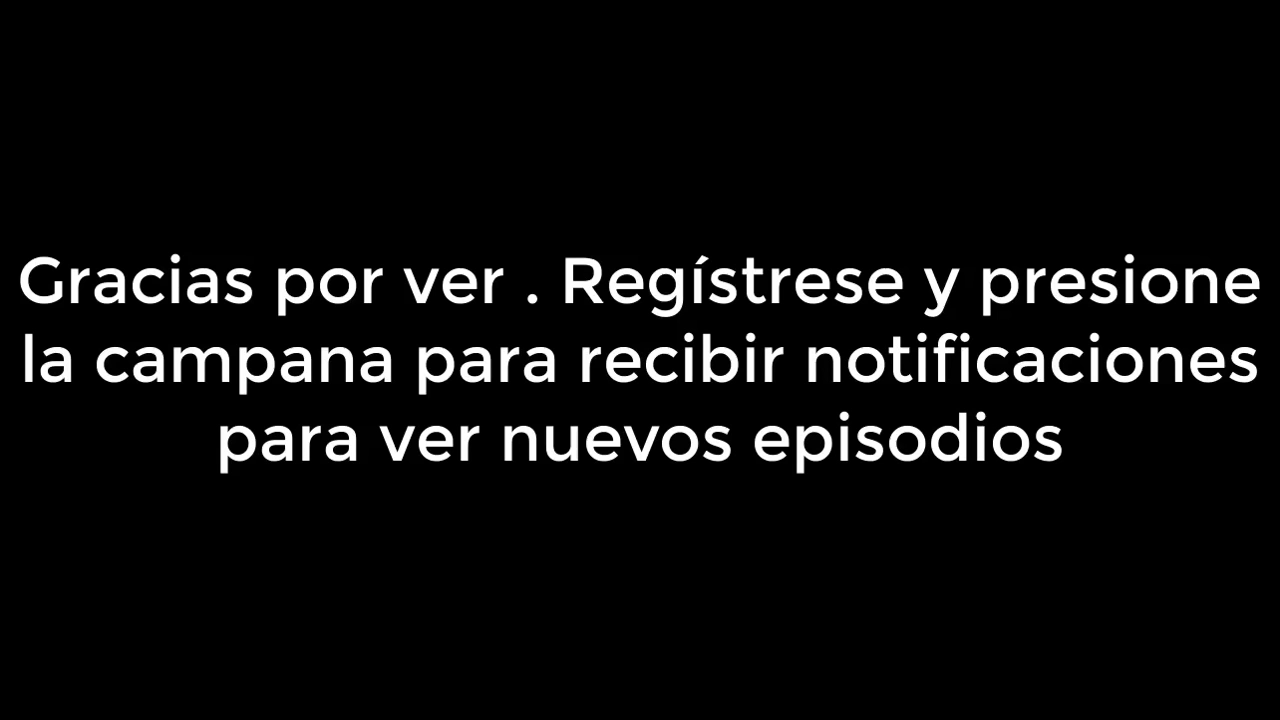 Gracias por ver . Regístrese y presione
la campana para recibir notificaciones
para ver nuevos episodios